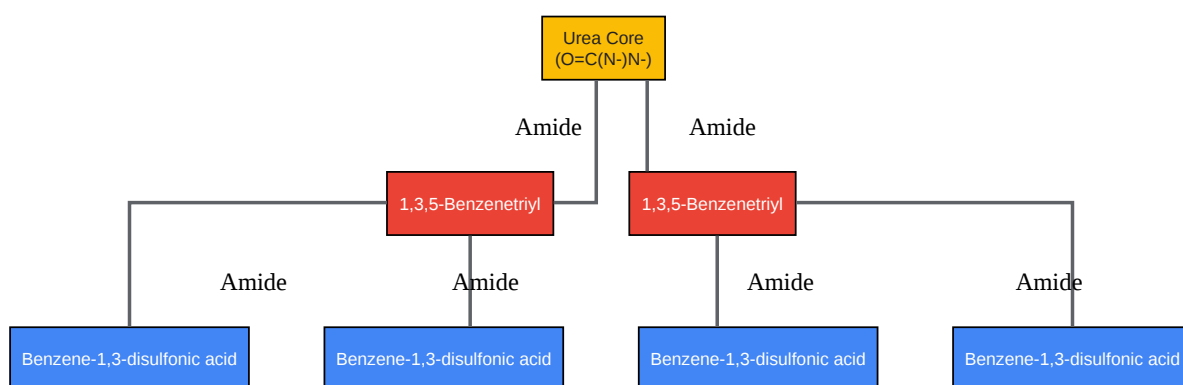 Urea Core
(O=C(N-)N-)
Amide
Amide
1,3,5-Benzenetriyl
1,3,5-Benzenetriyl
Amide
Amide
Amide
Amide
Benzene-1,3-disulfonic acid
Benzene-1,3-disulfonic acid
Benzene-1,3-disulfonic acid
Benzene-1,3-disulfonic acid